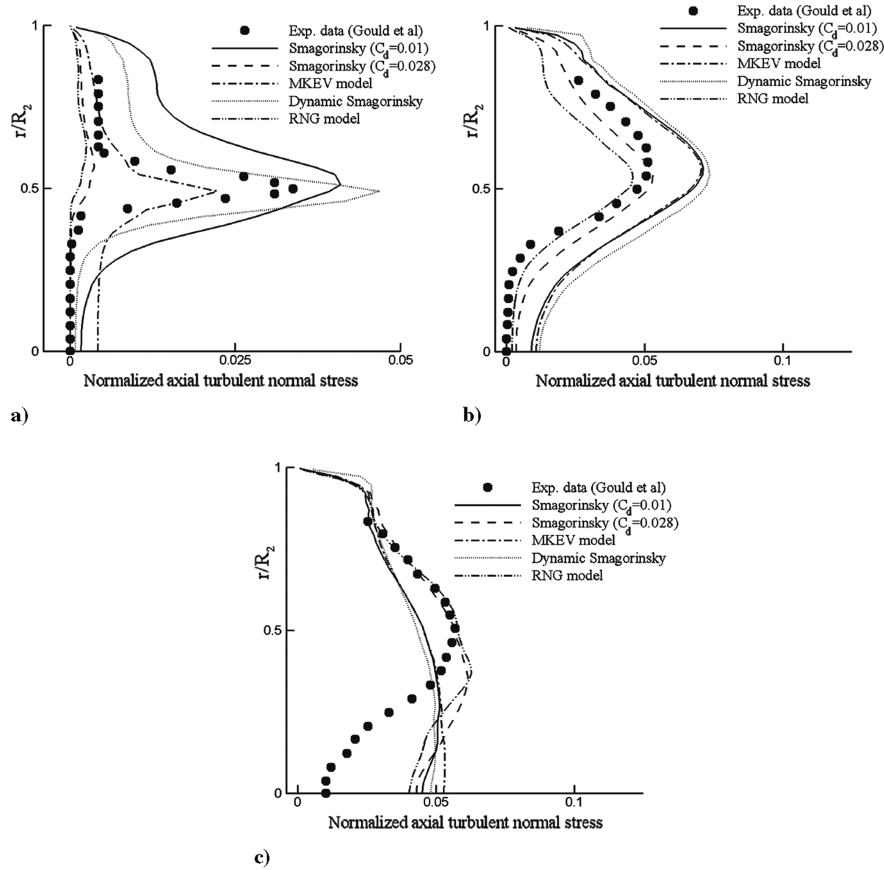 1
r/R2
0.5
0
0
0.025
0.05
Normalized axial turbulent normal stress
Exp. data (Gould et al)
Smagorinsky (Cd=0.01)
Smagorinsky (Cd=0.028)
MKEV model
Dynamic Smagorinsky
RNG model
a)
1
r/R2
0.5
0
0
0.05
0.1
Normalized axial turbulent normal stress
Exp. data (Gould et al)
Smagorinsky (Cd=0.01)
Smagorinsky (Cd=0.028)
MKEV model
Dynamic Smagorinsky
RNG model
b)
1
r/R2
0.5
0
0
0.05
0.1
Normalized axial turbulent normal stress
Exp. data (Gould et al)
Smagorinsky (Cd=0.01)
Smagorinsky (Cd=0.028)
MKEV model
Dynamic Smagorinsky
RNG model
c)